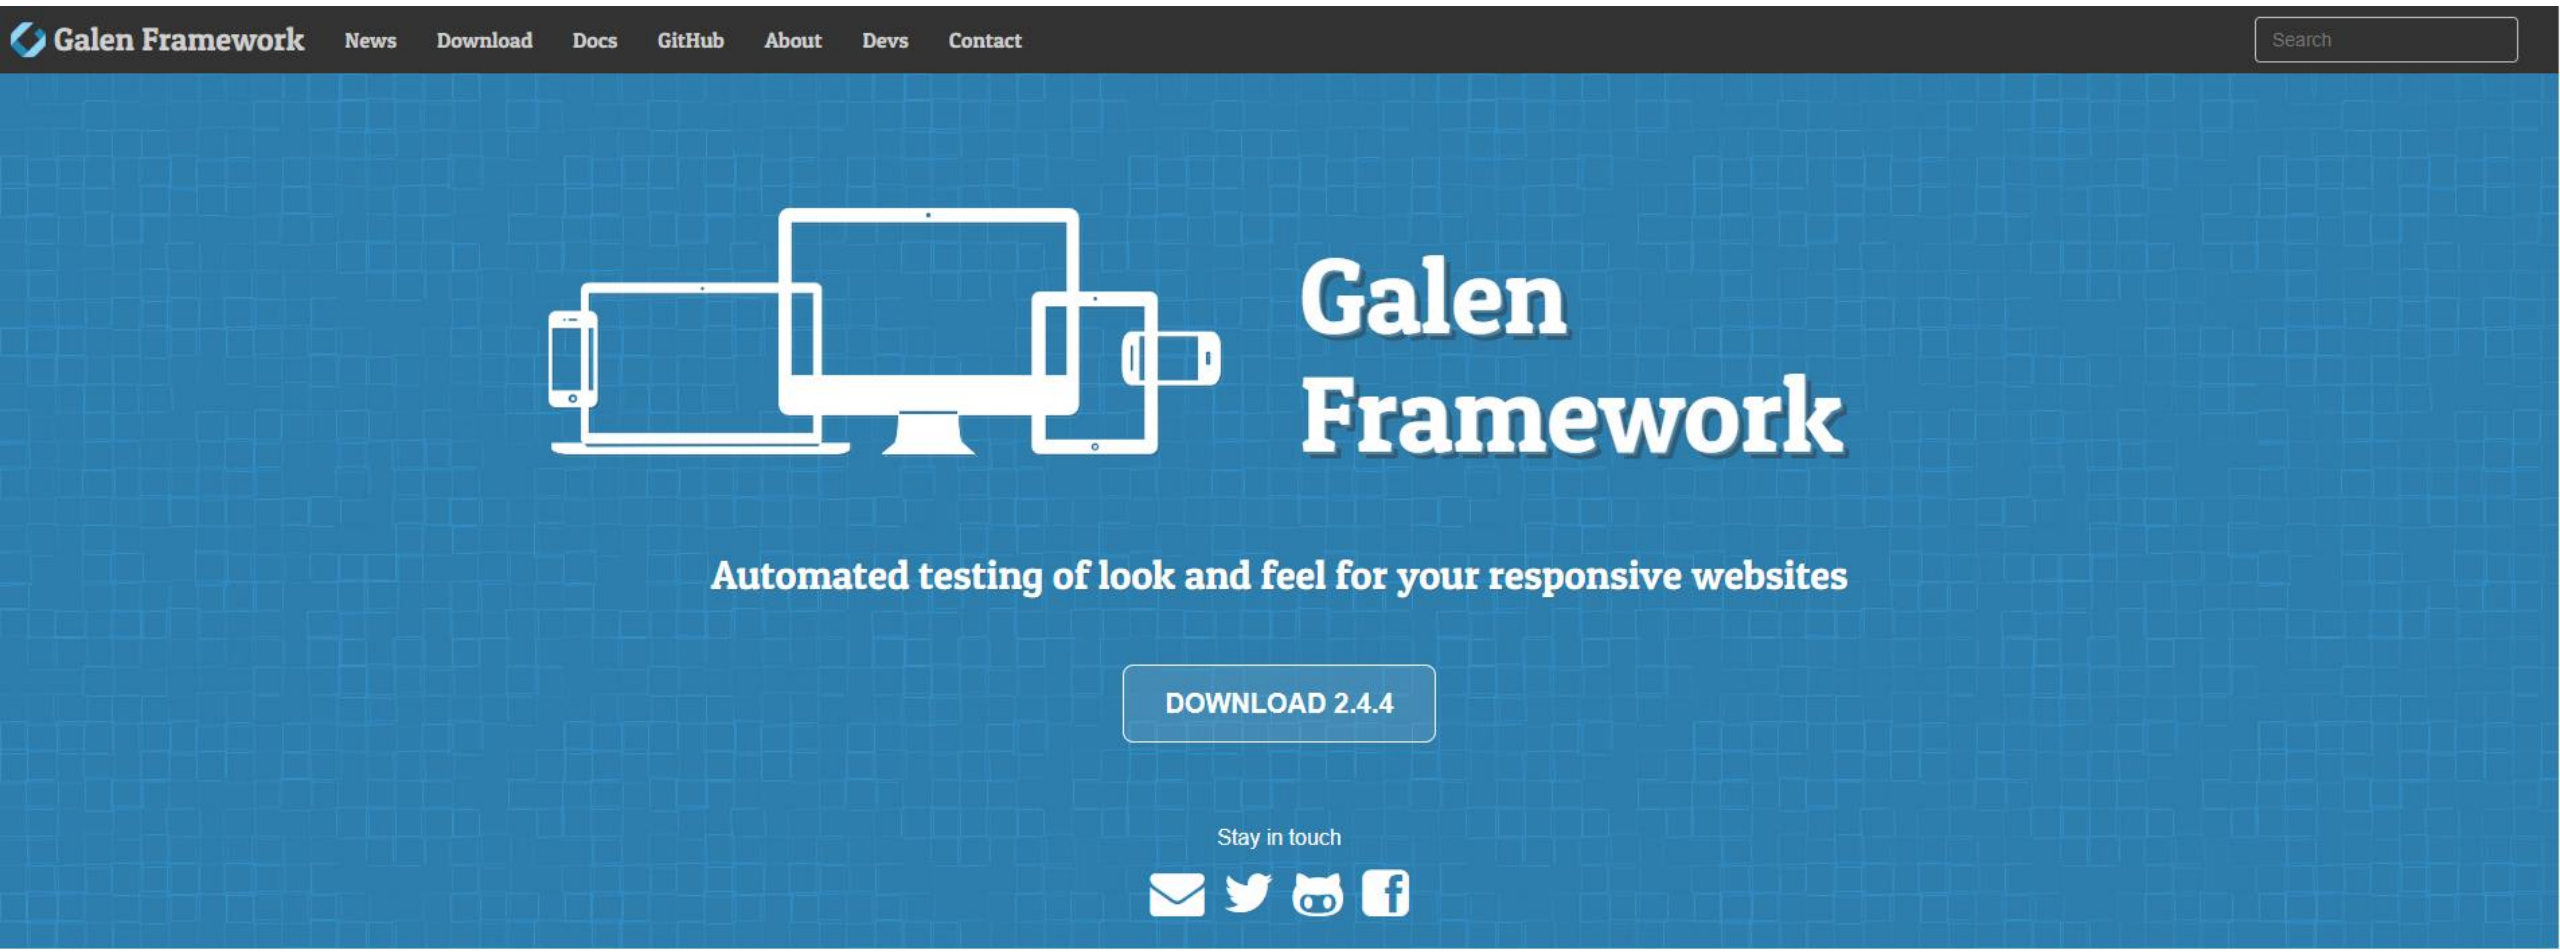 Galen Framework News Download Docs GitHub About Devs Contact Search
Galen
Framework
Automated testing of look and feel for your responsive websites
DOWNLOAD 2.4.4
Stay in touch